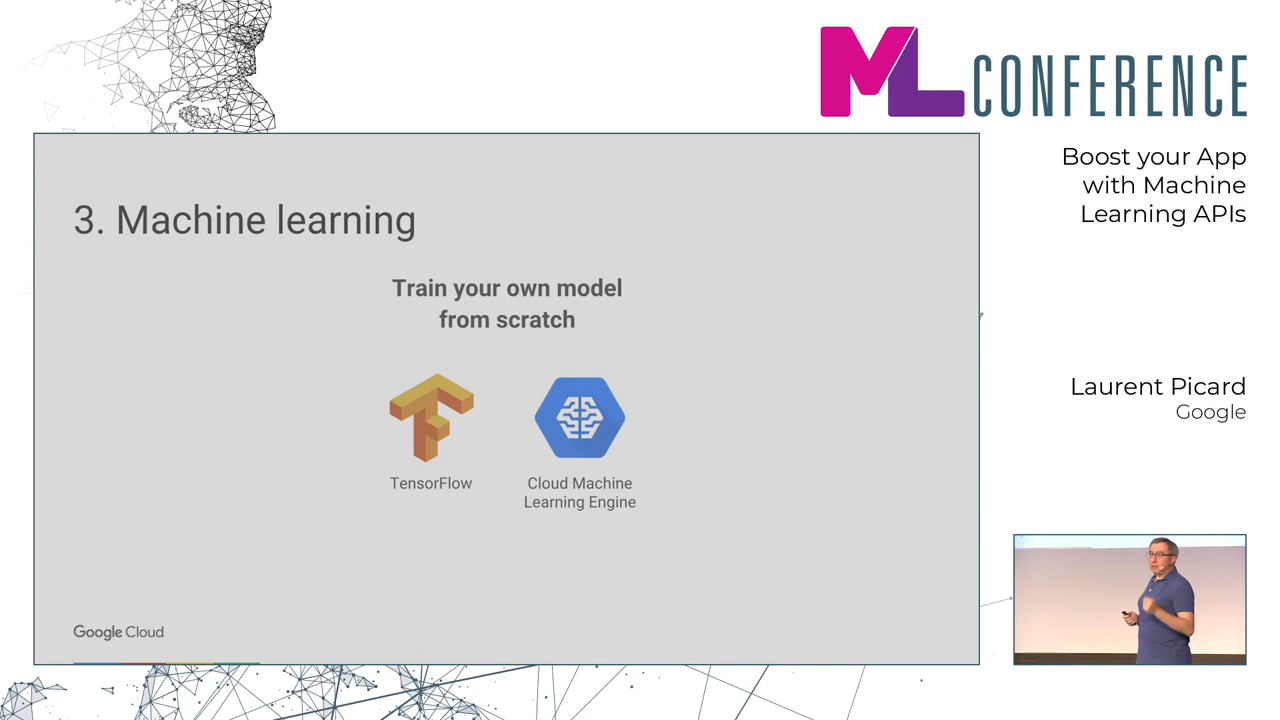 ML CONFERENCE
Boost your App
with Machine
Learning APIs
3. Machine learning
Train your own model
from scratch
TensorFlow
Cloud Machine
Learning Engine
Google Cloud
Laurent Picard
Google